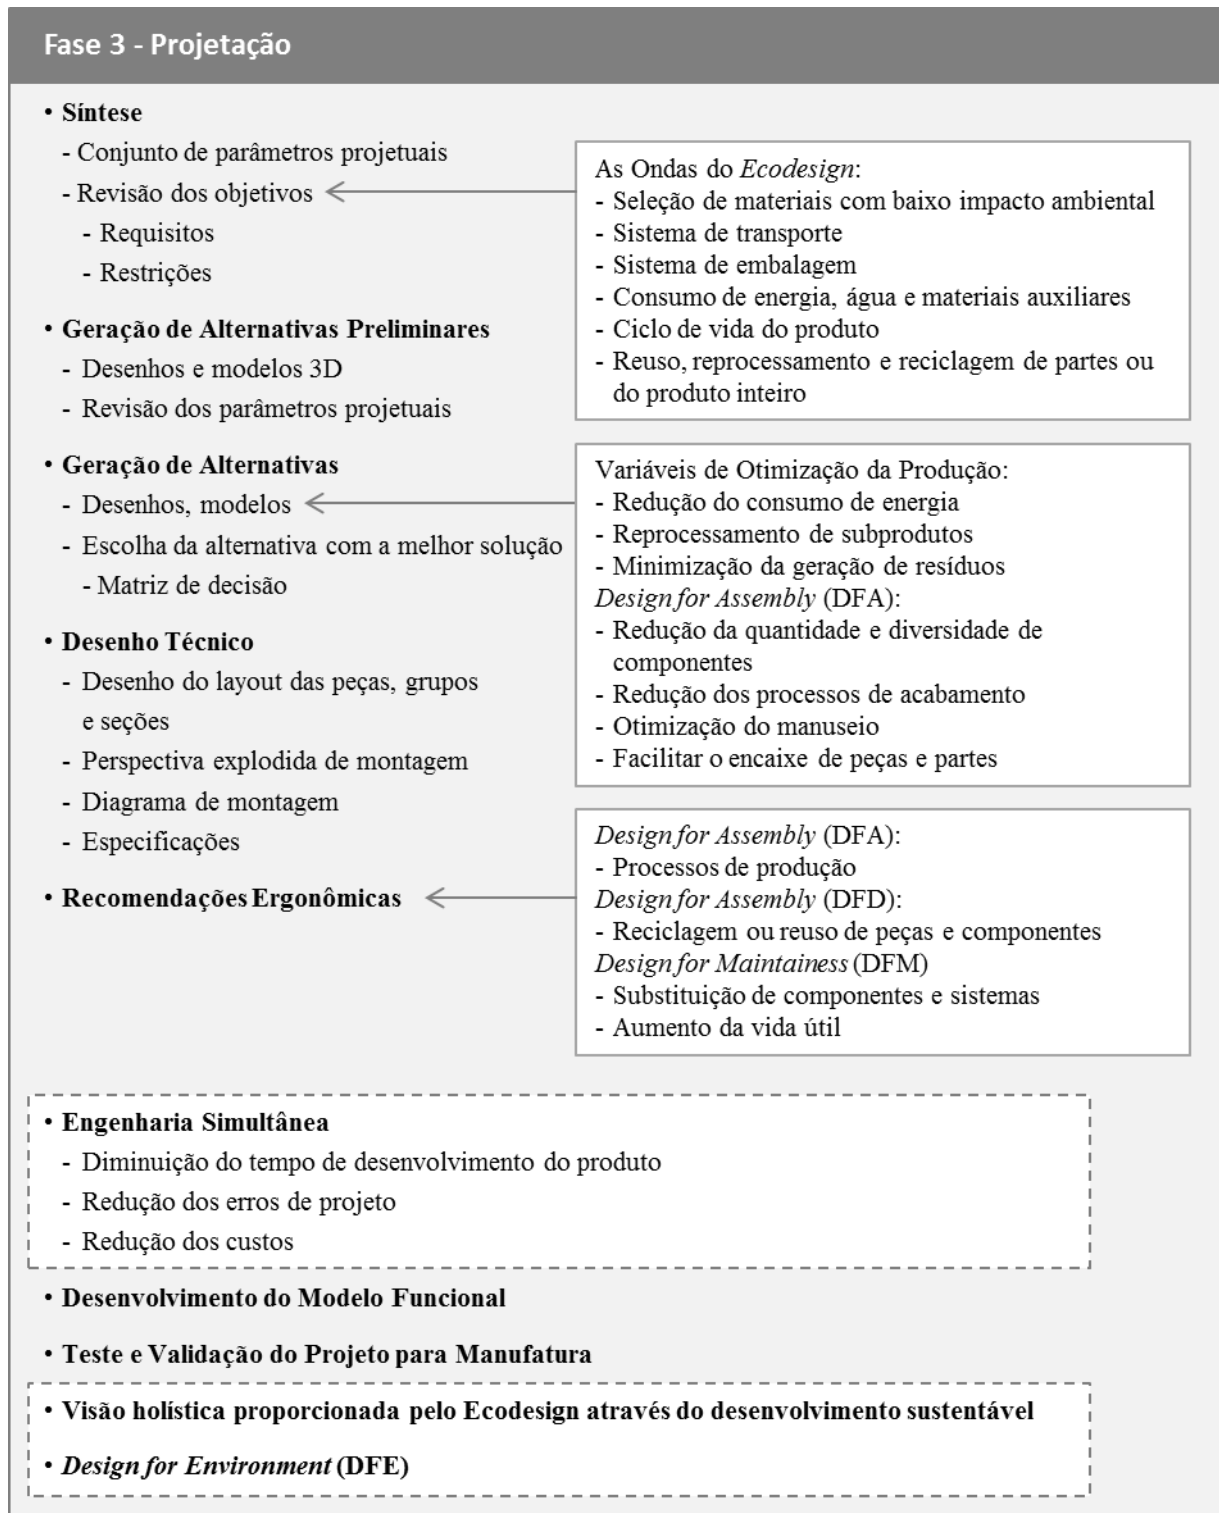 Fase 3 - Projetação
• Síntese
- Conjunto de parâmetros projetuais
- Revisão dos objetivos
- Requisitos
- Restrições
As Ondas do Ecodesign:
- Seleção de materiais com baixo impacto ambiental
- Sistema de transporte
- Sistema de embalagem
- Consumo de energia, água e materiais auxiliares
- Ciclo de vida do produto
- Reuso, reprocessamento e reciclagem de partes ou
do produto inteiro
• Geração de Alternativas Preliminares
- Desenhos e modelos 3D
- Revisão dos parâmetros projetuais
• Geração de Alternativas
- Desenhos, modelos
- Escolha da alternativa com a melhor solução
- Matriz de decisão
Variáveis de Otimização da Produção:
- Redução do consumo de energia
- Reprocessamento de subprodutos
- Minimização da geração de resíduos
Design for Assembly (DFA):
- Redução da quantidade e diversidade de
componentes
- Redução dos processos de acabamento
- Otimização do manuseio
- Facilitar o encaixe de peças e partes
• Desenho Técnico
- Desenho do layout das peças, grupos
e seções
- Perspectiva explodida de montagem
- Diagrama de montagem
- Especificações
• Recomendações Ergonômicas
Design for Assembly (DFA):
- Processos de produção
Design for Assembly (DFD):
- Reciclagem ou reuso de peças e componentes
Design for Maintainess (DFM)
- Substituição de componentes e sistemas
- Aumento da vida útil
• Engenharia Simultânea
- Diminuição do tempo de desenvolvimento do produto
- Redução dos erros de projeto
- Redução dos custos
• Desenvolvimento do Modelo Funcional
• Teste e Validação do Projeto para Manufatura
• Visão holística proporcionada pelo Ecodesign através do desenvolvimento sustentável
• Design for Environment (DFE)